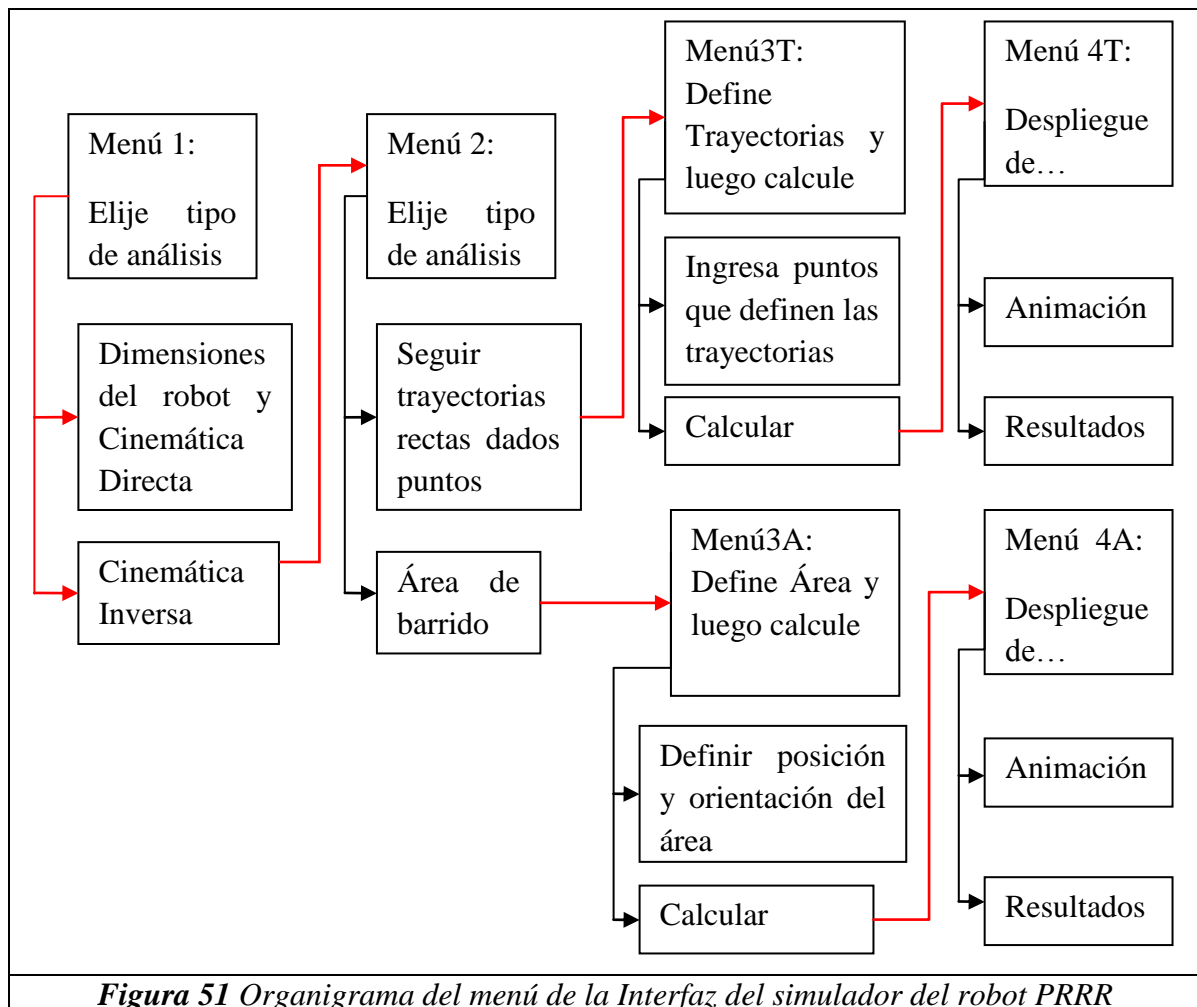 Menú 1:
Elije tipo
de análisis
Dimensiones
del robot y
Cinemática
Directa
Cinemática
Inversa
Menú 2:
Elije tipo
de análisis
Seguir
trayectorias
rectas dados
puntos
Área de
barrido
Menú3T:
Define
Trayectorias y
luego calcule
Ingresa puntos
que definen las
trayectorias
Calcular
Menú 4T:
Despliegue
de…
Animación
Resultados
Menú3A:
Define Área y
luego calcule
Definir posición
y orientación del
área
Calcular
Menú 4A:
Despliegue
de…
Animación
Resultados
Figura 51 Organigrama del menú de la Interfaz del simulador del robot PRRR